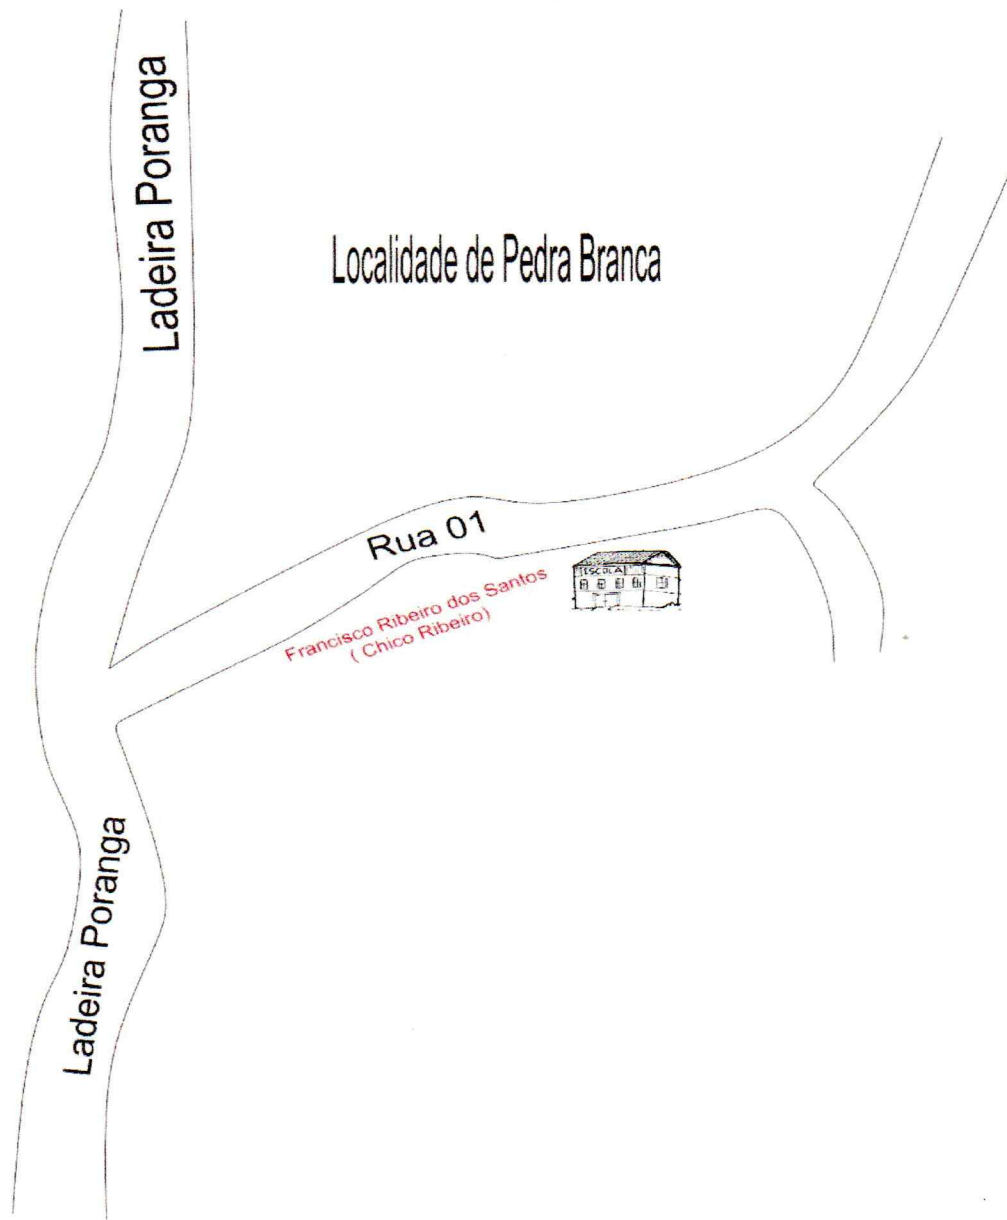 Ladeira Poranga
Localidade de Pedra Branca
Rua 01
ESCOLA
Francisco Ribeiro dos Santos
( Chico Ribeiro)
Ladeira Poranga